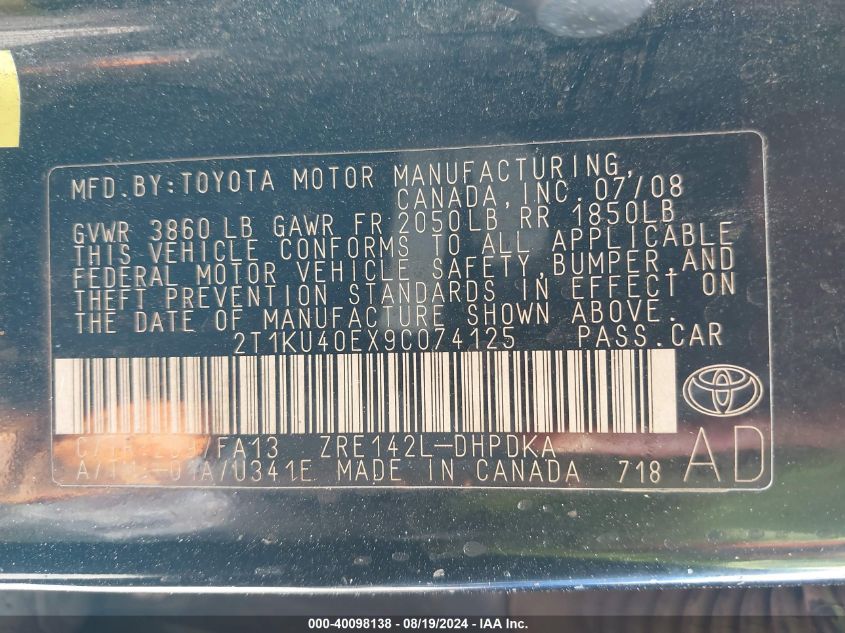 MFD.BY:TOYOTA MOTOR MANUFACTURING,
CANADA,INC.07/08
GVWR 3860 LB GAWR FR 2050LB RR 1850LB
THIS VEHICLE CONFORMS TO ALL APPLICABLE
FEDERAL MOTOR VEHICLE SAFETY,BUMPER,AND
THEFT PREVENTION STANDARDS IN EFFECT ON
THE DATE OF MANUFACTURE SHOWN ABOVE.
2T1KU40EX9C074125 PASS.CAR
ZRE142L-DHPDKA
MADE IN CANADA 718
AD
000-40098138 - 08/19/2024 - IAA Inc.